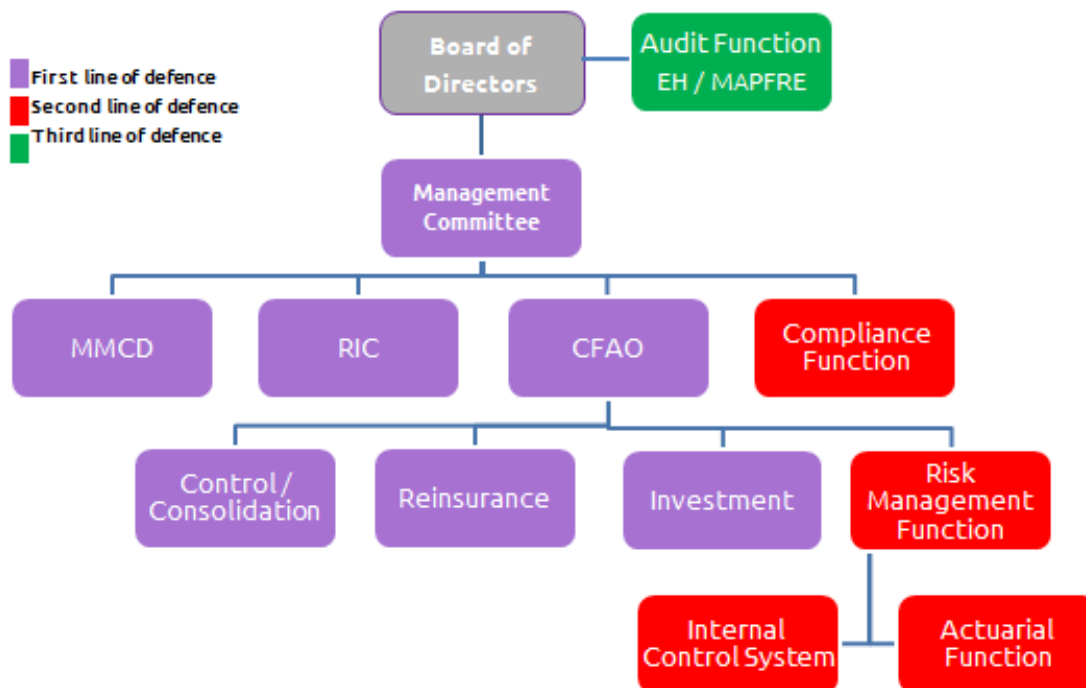 Board of
Directors
Audit Function
EH / MAPFRE
First line of defence
Second line of defence
Third line of defence
Management
Committee
MMCD
RIC
CFAO
Compliance
Function
Control /
Consolidation
Reinsurance
Investment
Risk
Management
Function
Internal
Control System
Actuarial
Function